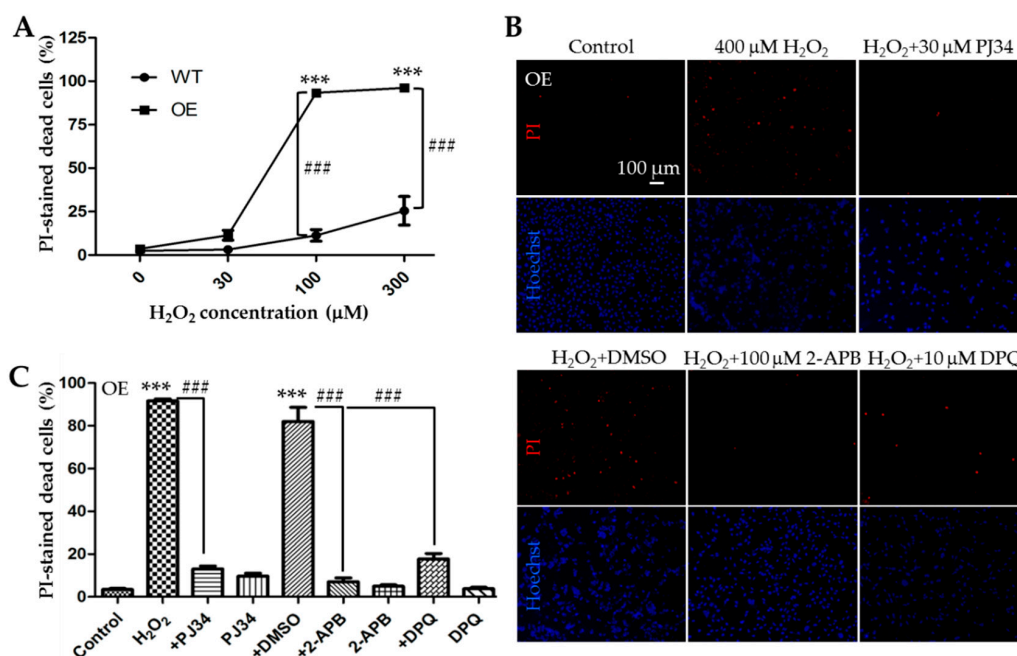 A
PI-stained dead cells (%)
125
100
75
50
25
0
WT
OE
***
***
###
###
0
30
100
300
H₂O₂ concentration (μM)
B
Control
400 μM H₂O₂
H₂O₂+30 μM PJ34
OE
PI
100 μm
Hoechst
H₂O₂+DMSO
H₂O₂+100 μM 2-APB
H₂O₂+10 μM DPQ
PI
Hoechst
C
PI-stained dead cells (%)
100
80
60
40
20
0
OE
***
###
***
###
###
Control
H₂O₂
+PJ34
PJ34
+DMSO
+2-APB
2-APB
+DPQ
DPQ